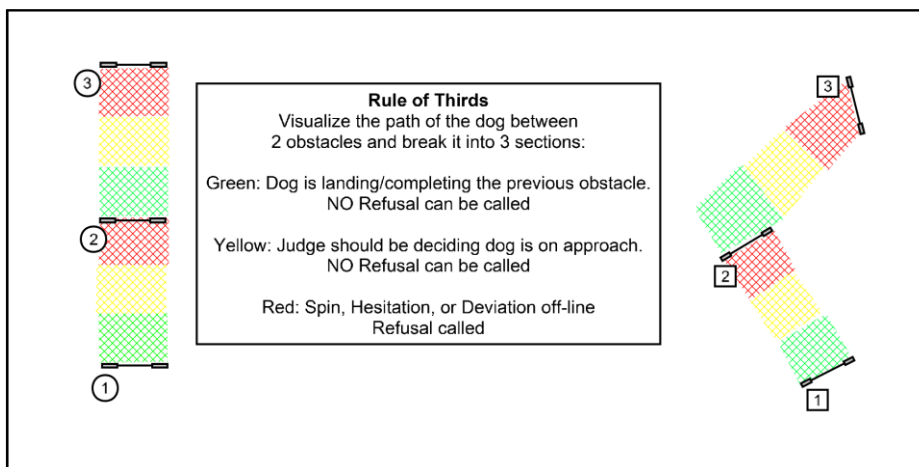 3
2
1
Rule of Thirds
Visualize the path of the dog between
2 obstacles and break it into 3 sections:
Green: Dog is landing/completing the previous obstacle.
NO Refusal can be called
Yellow: Judge should be deciding dog is on approach.
NO Refusal can be called
Red: Spin, Hesitation, or Deviation off-line
Refusal called
3
2
1